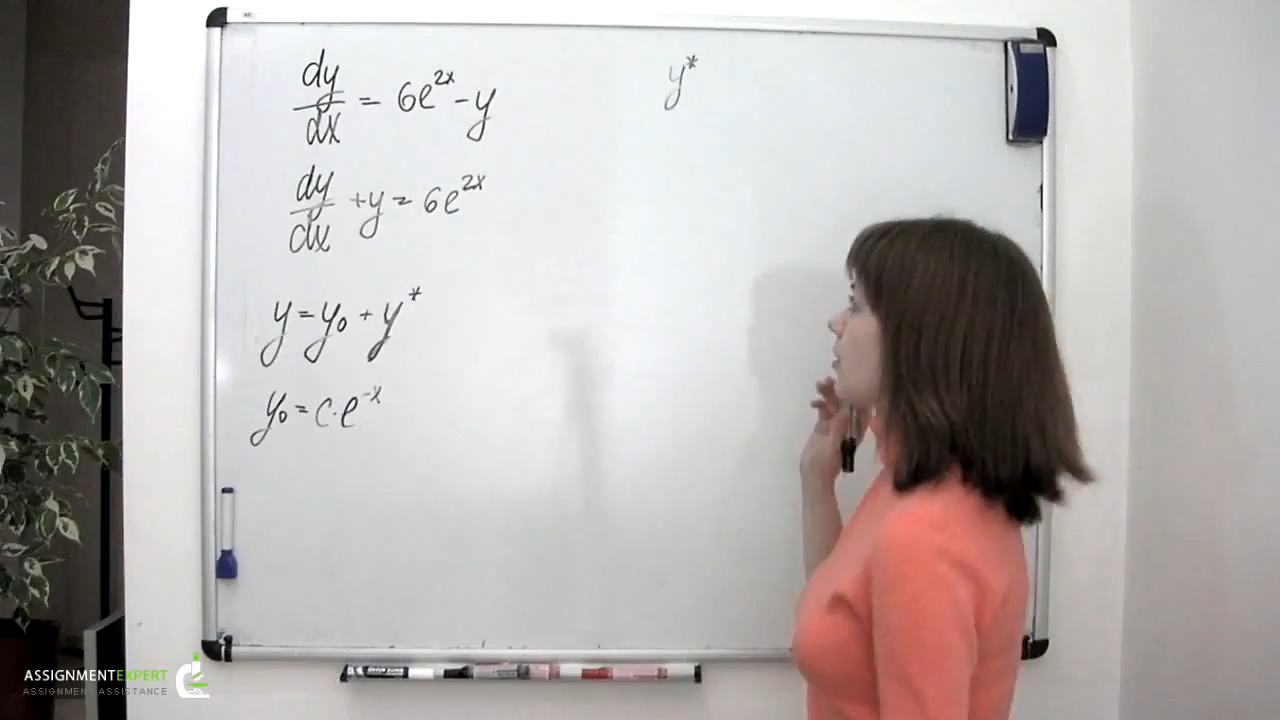 dy/dx = 6e^2x - y
dy/dx + y = 6e^2x
y = y₀ + y*
y₀ = c·e^-x
y*
ASSIGNMENTEXPERT
ASSIGNMENT ASSISTANCE